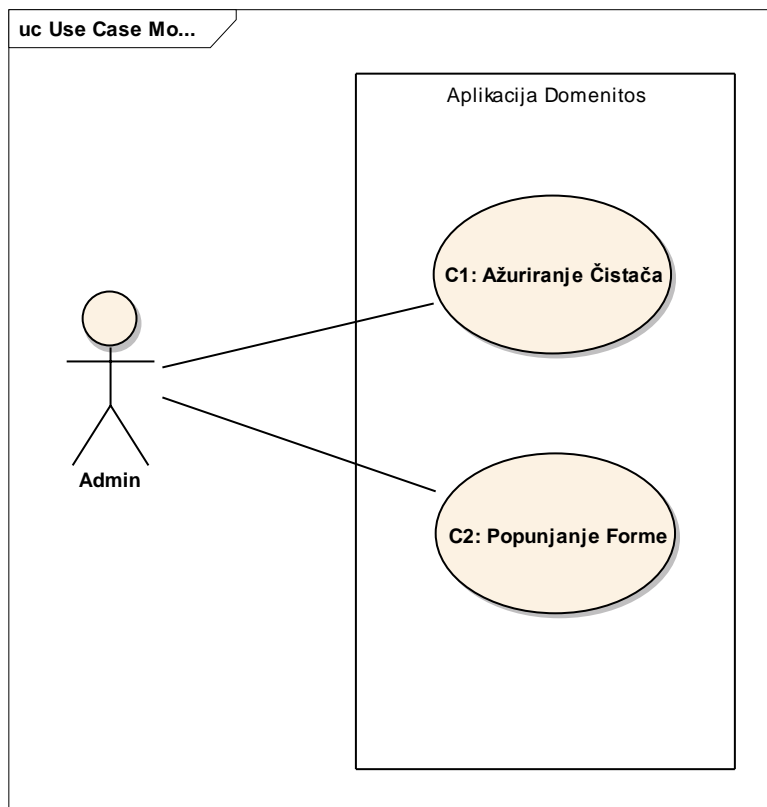 uc Use Case Mo...
Aplikacija Domenitos
C1: Ažuriranje Čistača
Admin
C2: Popunjanje Forme